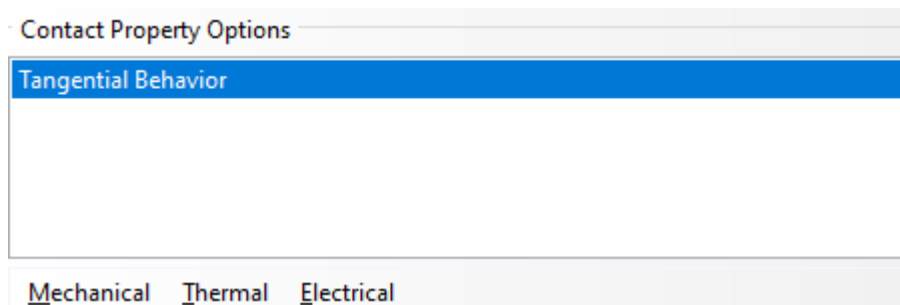 Contact Property Options
Tangential Behavior
Mechanical Thermal Electrical